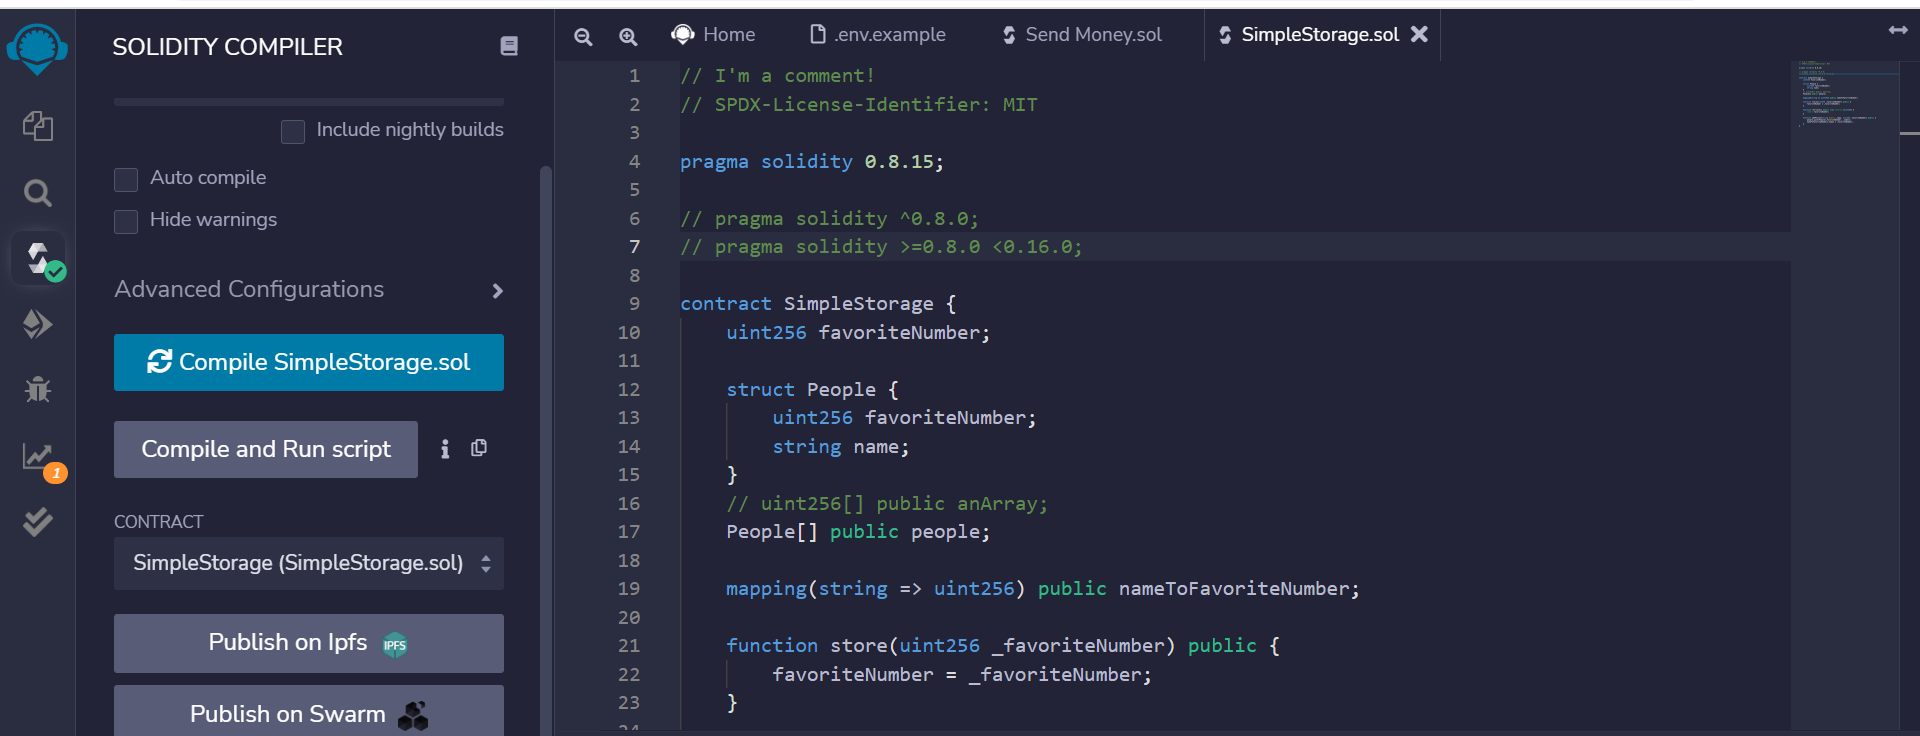 SOLIDITY COMPILER
Include nightly builds
Auto compile
Hide warnings
Advanced Configurations
Compile SimpleStorage.sol
Compile and Run script
CONTRACT
SimpleStorage (SimpleStorage.sol)
Publish on Ipfs IPFS
Publish on Swarm
1
Home .env.example Send Money.sol SimpleStorage.sol
1 // I'm a comment!
2 // SPDX-License-Identifier: MIT
3
4 pragma solidity 0.8.15;
5
6 // pragma solidity ^0.8.0;
7 // pragma solidity >=0.8.0 <0.16.0;
8
9 contract SimpleStorage {
10 uint256 favoriteNumber;
11
12 struct People {
13 uint256 favoriteNumber;
14 string name;
15 }
16 // uint256[] public anArray;
17 People[] public people;
18
19 mapping(string => uint256) public nameToFavoriteNumber;
20
21 function store(uint256 _favoriteNumber) public {
22 favoriteNumber = _favoriteNumber;
23 }